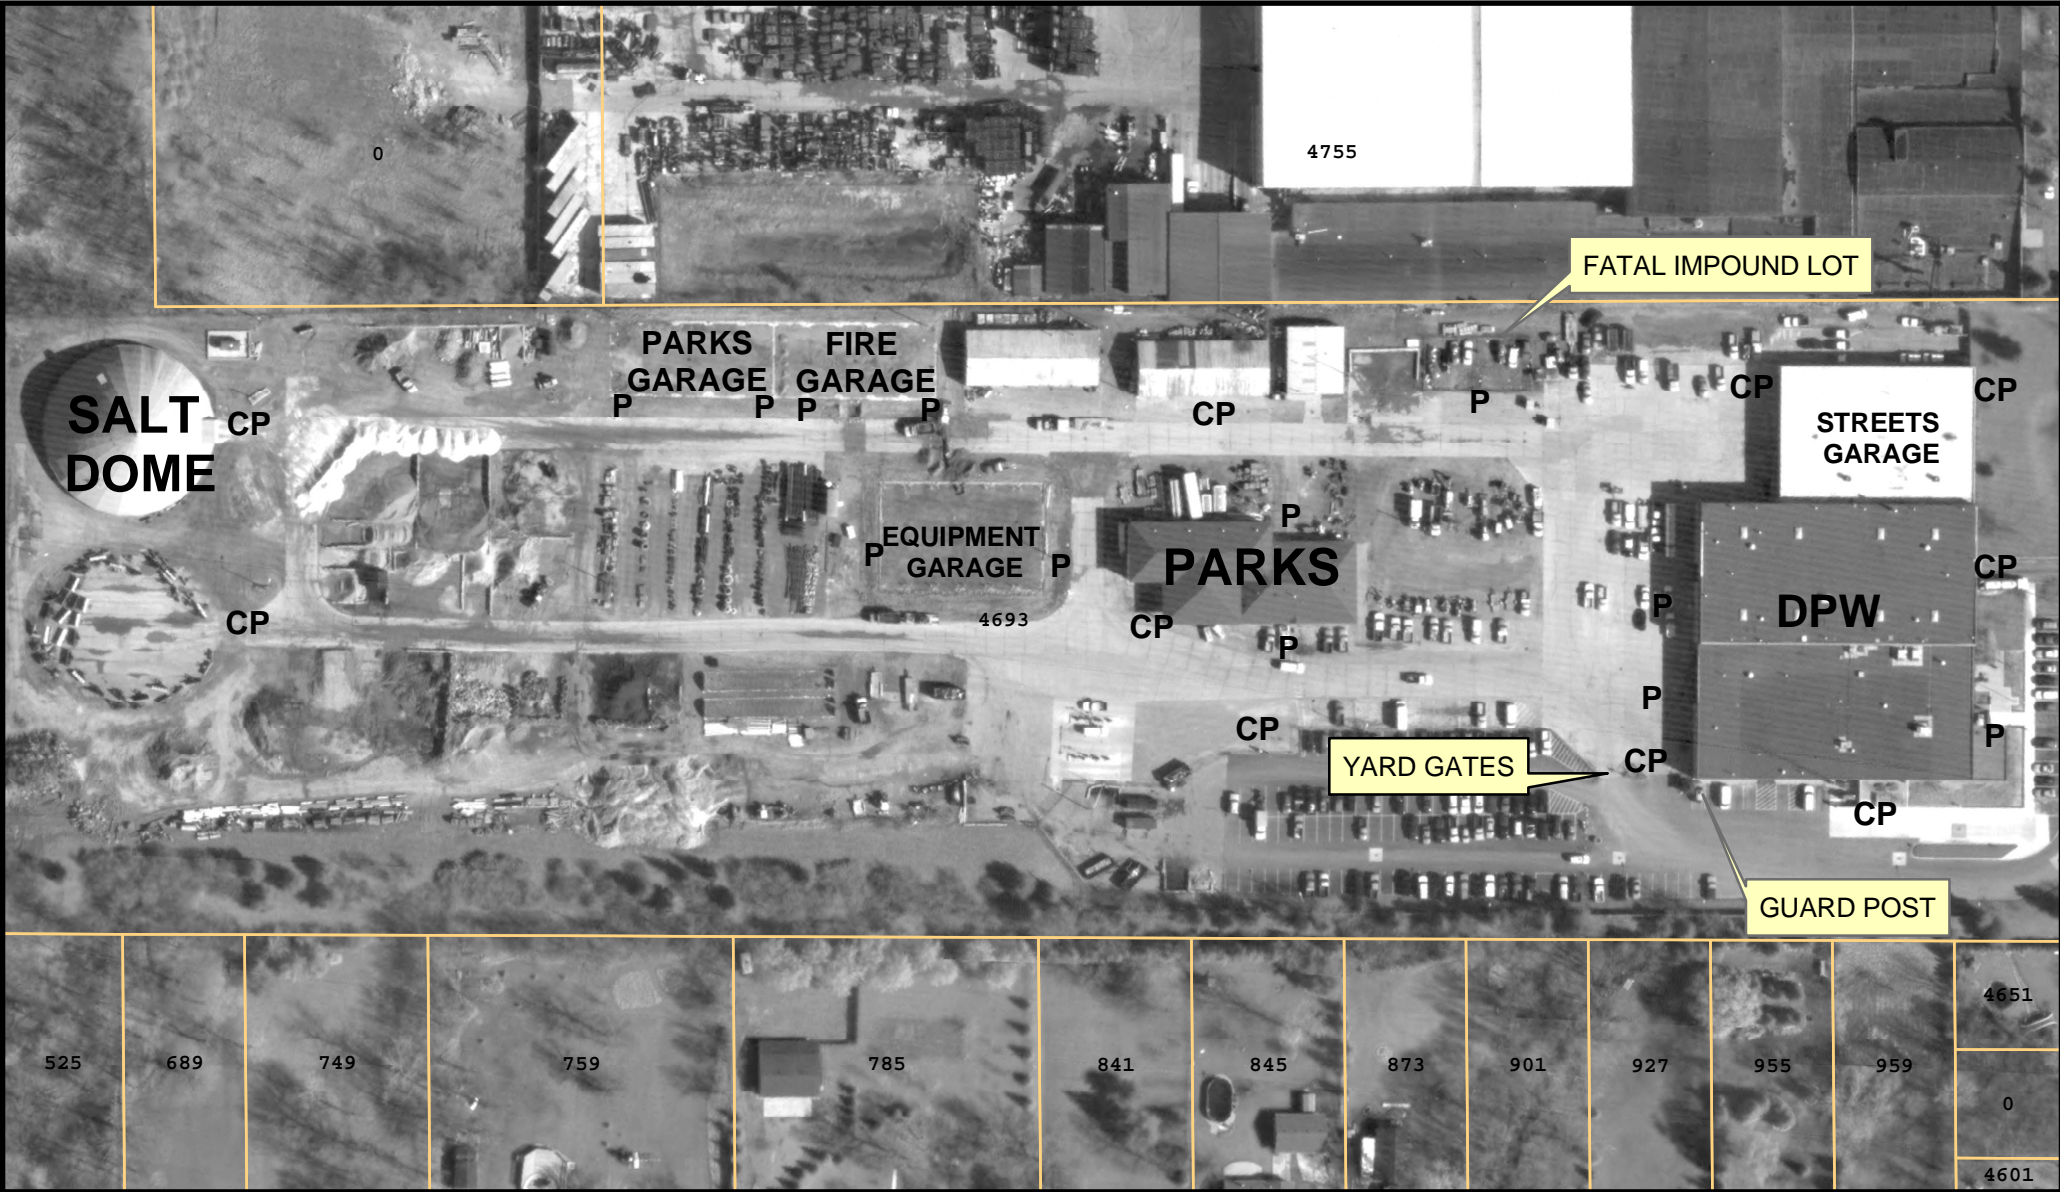 0
4755
FATAL IMPOUND LOT
PARKS
GARAGE
FIRE
GARAGE
P
P
P
P
CP
P
CP
CP
STREETS
GARAGE
SALT
DOME
CP
EQUIPMENT
GARAGE
P
P
4693
P
PARKS
CP
P
CP
P
DPW
CP
CP
P
P
CP
YARD GATES
CP
GUARD POST
525
689
749
759
785
841
845
873
901
927
955
959
4651
0
4601